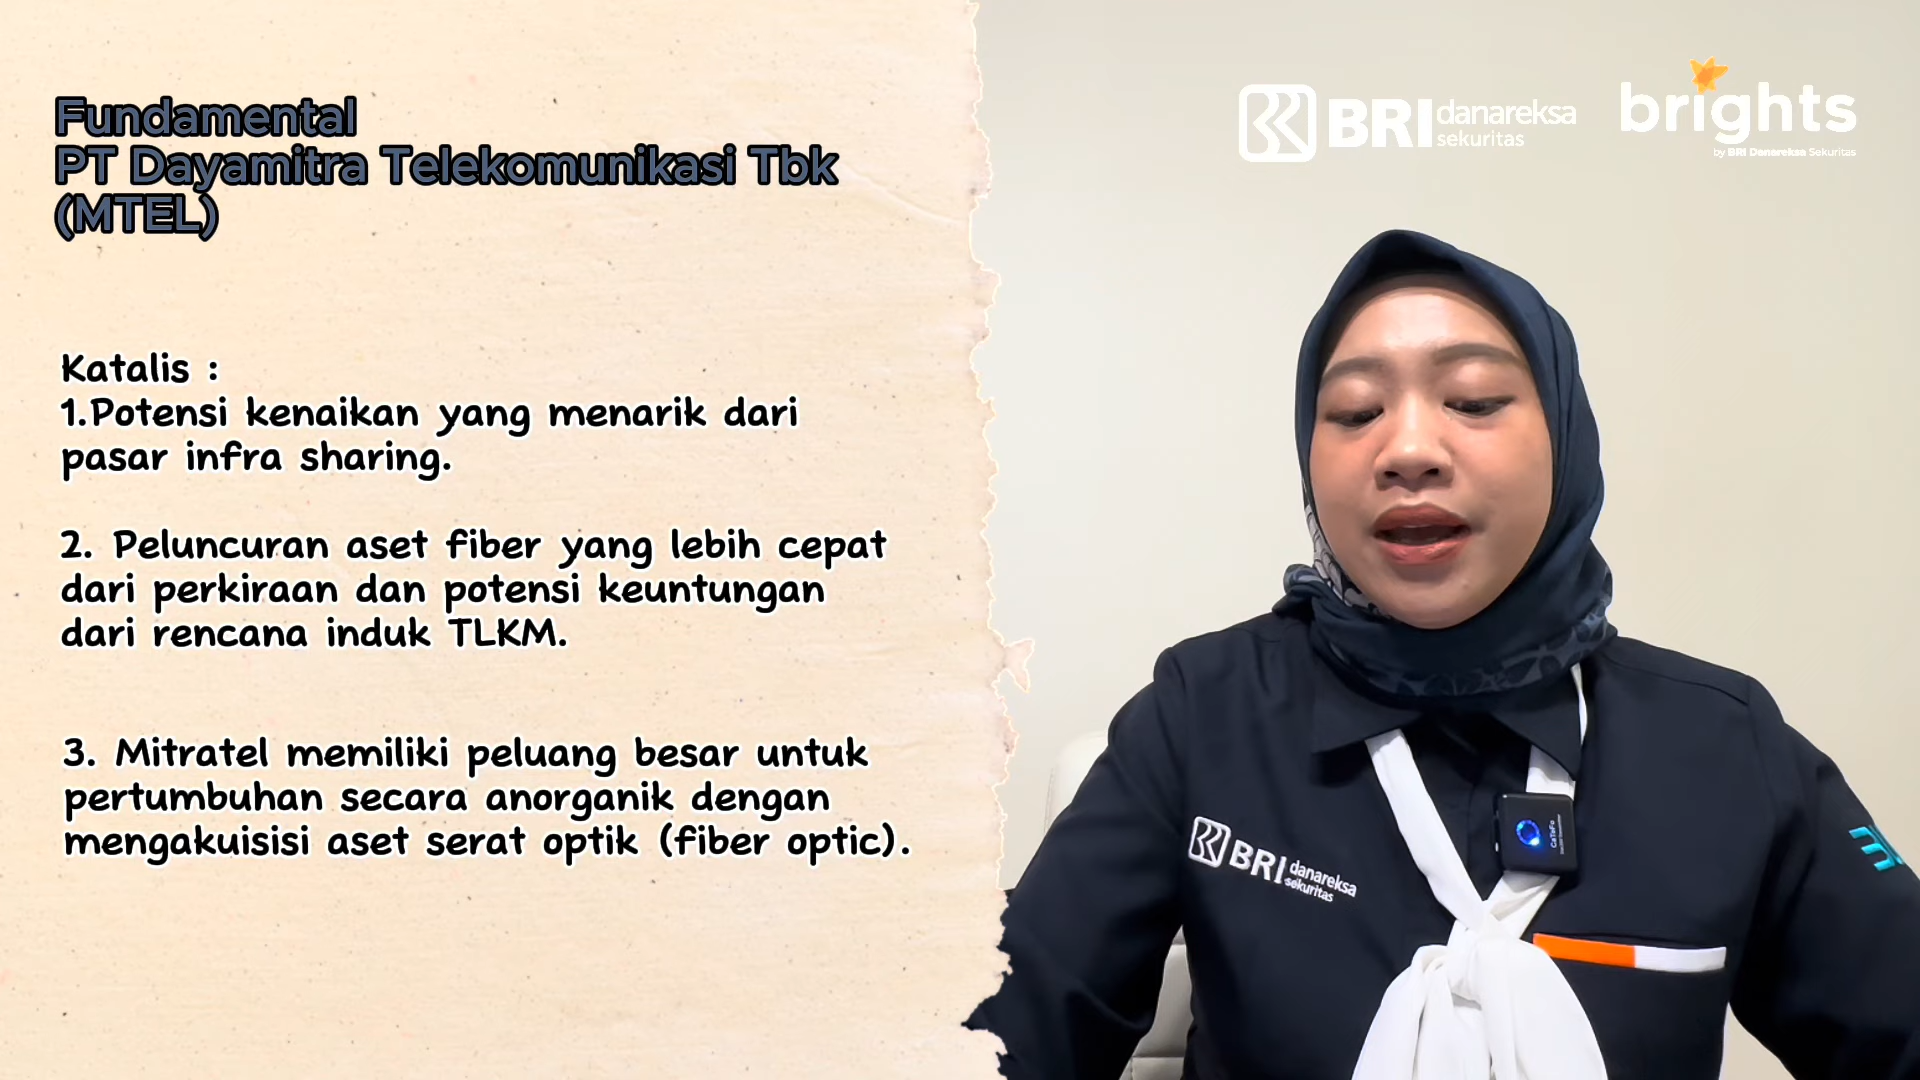 Fundamental
PT Dayamitra Telekomunikasi Tbk
(MTEL)
Katalis :
1.Potensi kenaikan yang menarik dari
pasar infra sharing.
2. Peluncuran aset fiber yang lebih cepat
dari perkiraan dan potensi keuntungan
dari rencana induk TLKM.
3. Mitratel memiliki peluang besar untuk
pertumbuhan secara anorganik dengan
mengakuisisi aset serat optik (fiber optic).
BRI danareksa
sekuritas
brights
by BRI Danareksa Sekuritas
BRI danareksa
sekuritas